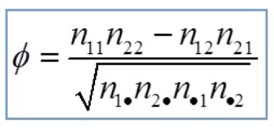 ϕ = (n₁₁n₂₂ − n₁₂n₂₁) / √(n₁•n₂•n•₁n•₂)